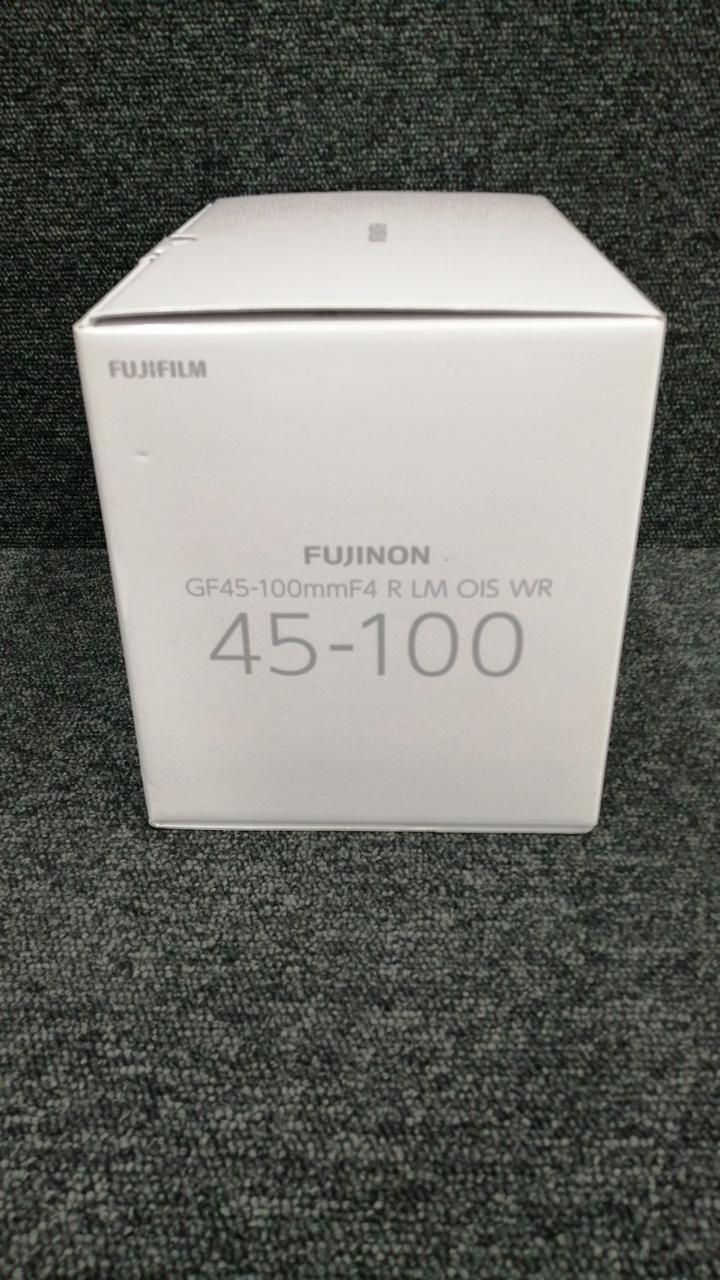 FUJIFILM
FUJINON
GF45-100mmF4 R LM OIS WR
45-100